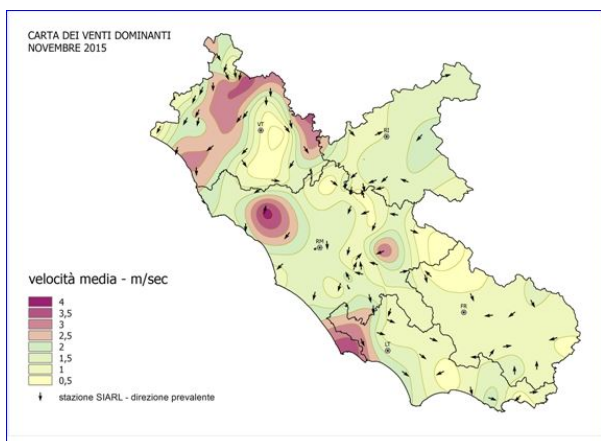 CARTA DEI VENTI DOMINANTI
NOVEMBRE 2015
VT
RI
RM
FR
LT
velocità media - m/sec
4
3,5
3
2,5
2
1,5
1
0,5
stazione SIARL - direzione prevalente